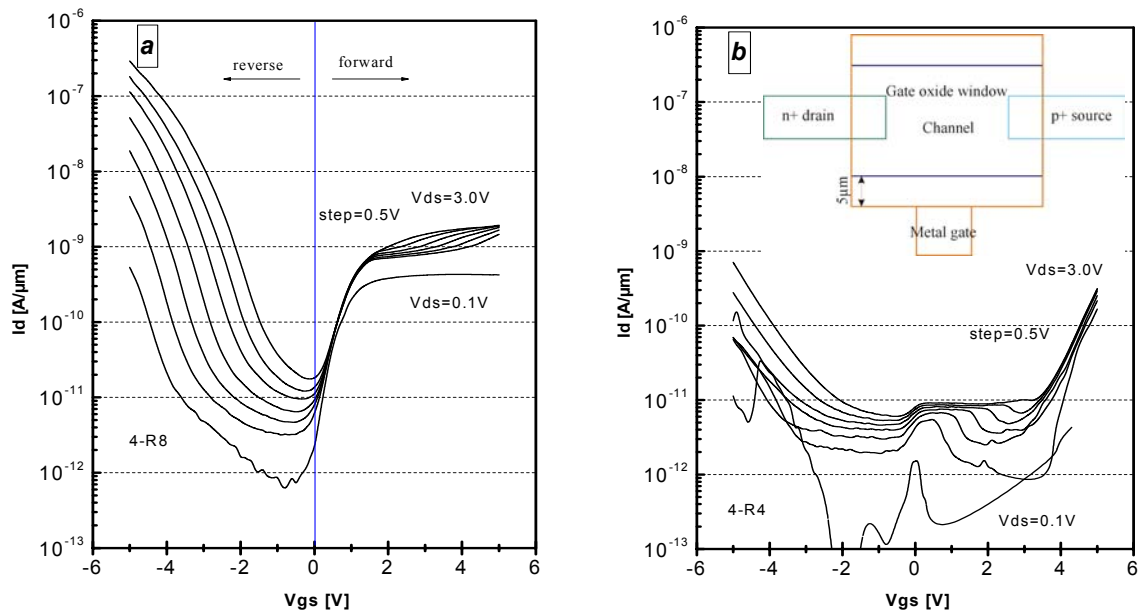 a
reverse
forward
Vds=3.0V
step=0.5V
Vds=0.1V
4-R8
10^-6
10^-7
10^-8
10^-9
10^-10
10^-11
10^-12
10^-13
Id [A/μm]
-6 -4 -2 0 2 4 6
Vgs [V]
b
Gate oxide window
n+ drain
p+ source
Channel
5μm
Metal gate
Vds=3.0V
step=0.5V
Vds=0.1V
4-R4
10^-6
10^-7
10^-8
10^-9
10^-10
10^-11
10^-12
10^-13
Id [A/μm]
-6 -4 -2 0 2 4 6
Vgs [V]